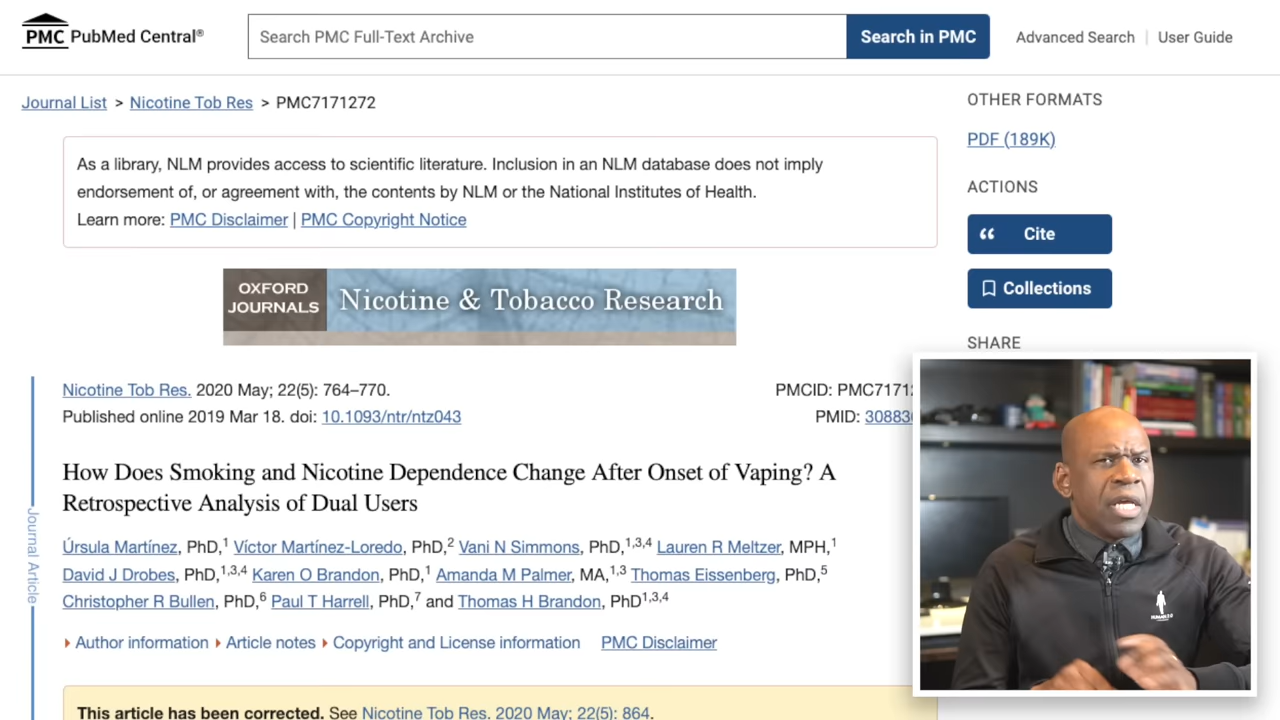 PMC PubMed Central®
Search PMC Full-Text Archive
Search in PMC
Advanced Search | User Guide
Journal List > Nicotine Tob Res > PMC7171272
As a library, NLM provides access to scientific literature. Inclusion in an NLM database does not imply
endorsement of, or agreement with, the contents by NLM or the National Institutes of Health.
Learn more: PMC Disclaimer | PMC Copyright Notice
OXFORD
JOURNALS
Nicotine & Tobacco Research
Nicotine Tob Res. 2020 May; 22(5): 764–770.
Published online 2019 Mar 18. doi: 10.1093/ntr/ntz043
PMCID: PMC7171
PMID: 3088
How Does Smoking and Nicotine Dependence Change After Onset of Vaping? A
Retrospective Analysis of Dual Users
Úrsula Martínez, PhD,1 Víctor Martínez-Loredo, PhD,2 Vani N Simmons, PhD,1,3,4 Lauren R Meltzer, MPH,1
David J Drobes, PhD,1,3,4 Karen O Brandon, PhD,1 Amanda M Palmer, MA,1,3 Thomas Eissenberg, PhD,5
Christopher R Bullen, PhD,6 Paul T Harrell, PhD,7 and Thomas H Brandon, PhD1,3,4
Author information Article notes Copyright and License information PMC Disclaimer
This article has been corrected. See Nicotine Tob Res. 2020 May; 22(5): 864.
Journal Article
OTHER FORMATS
PDF (189K)
ACTIONS
Cite
Collections
SHARE